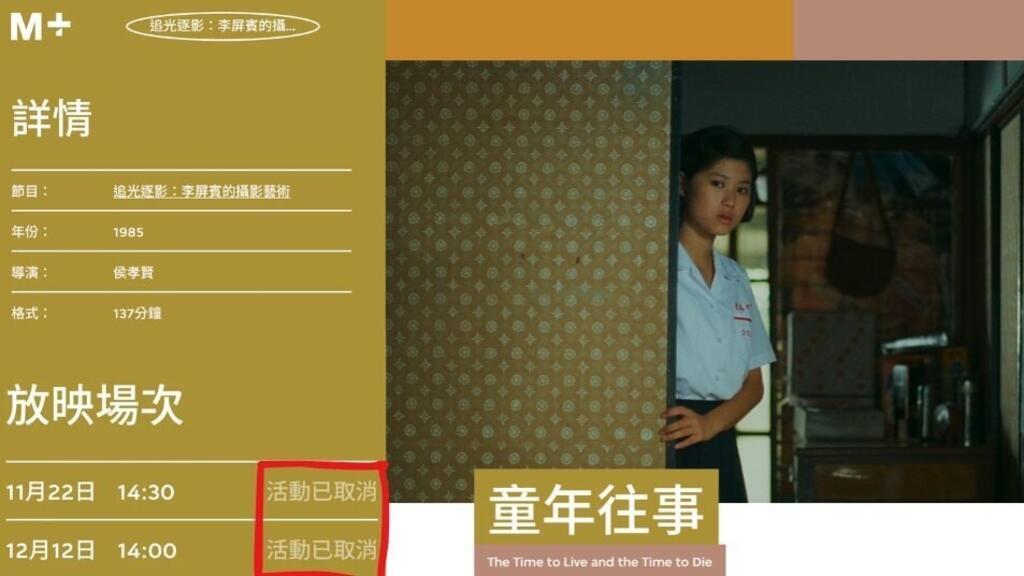 M+
追光逐影：李屏賓的攝...
詳情
節目： 追光逐影：李屏賓的攝影藝術
年份： 1985
導演： 侯孝賢
格式： 137分鐘
放映場次
11月22日 14:30 活動已取消
12月12日 14:00 活動已取消
童年往事
The Time to Live and the Time to Die